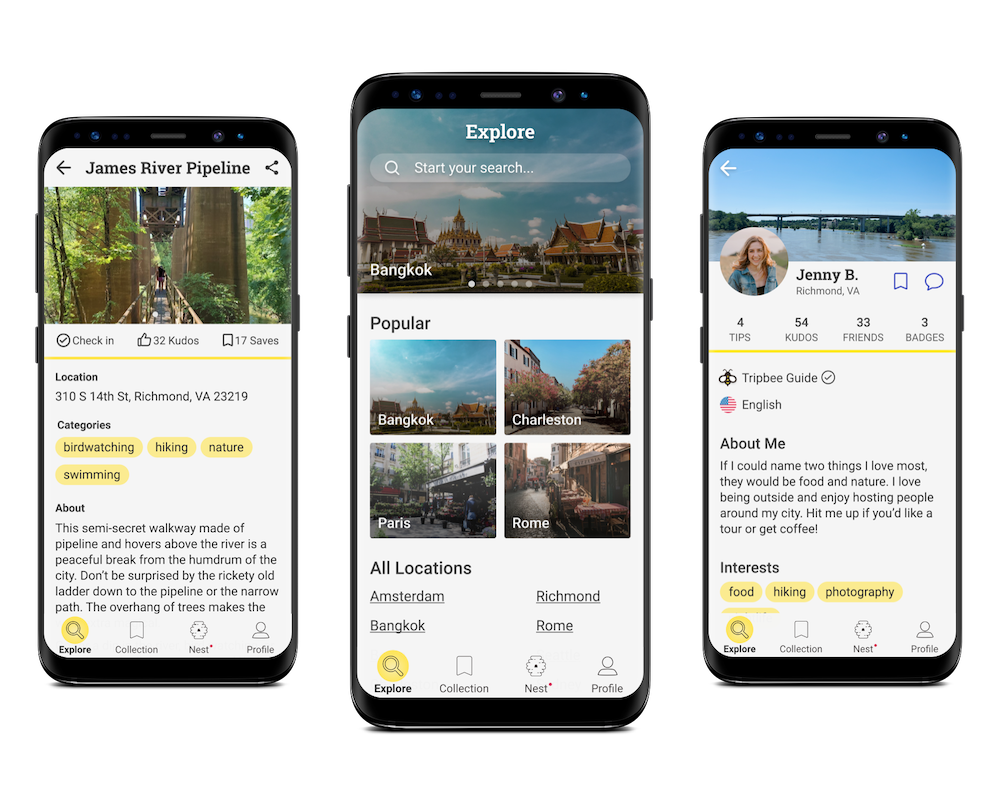 James River Pipeline
Check in
32 Kudos
17 Saves
Location
310 S 14th St, Richmond, VA 23219
Categories
birdwatching
hiking
nature
swimming
About
This semi-secret walkway made of
pipeline and hovers above the river is a
peaceful break from the humdrum of the
city. Don’t be surprised by the rickety old
ladder down to the pipeline or the narrow
path. The overhang of trees makes the
Explore
Collection
Nest
Profile
Explore
Start your search...
Bangkok
Popular
Bangkok
Charleston
Paris
Rome
All Locations
Amsterdam
Richmond
Bangkok
Rome
Explore
Collection
Nest
Profile
Jenny B.
Richmond, VA
4
54
33
3
TIPS
KUDOS
FRIENDS
BADGES
Tripbee Guide
English
About Me
If I could name two things I love most,
they would be food and nature. I love
being outside and enjoy hosting people
around my city. Hit me up if you’d like a
tour or get coffee!
Interests
food
hiking
photography
Explore
Collection
Nest
Profile